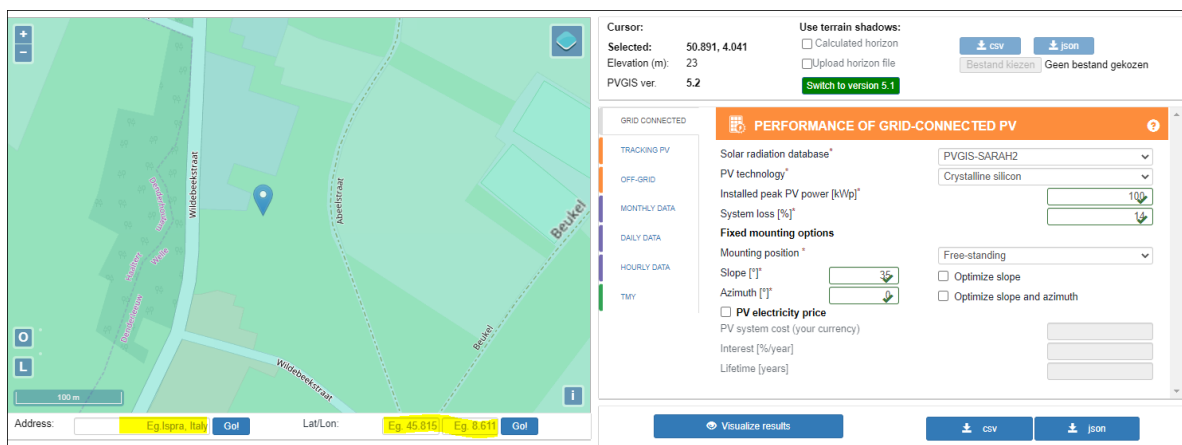 +
−
Wildebeekstraat
Denderhoutem
Haaltert
Welle
Denderleeuw
Abeelstraat
Beukel
Beukel
Wildebeekstraat
O
L
i
100 m
Address: Eg.Ispra, Italy Go! Lat/Lon: Eg. 45.815 Eg. 8.611 Go!
Cursor:
Selected: 50.891, 4.041
Elevation (m): 23
PVGIS ver. 5.2
Use terrain shadows:
Calculated horizon
Upload horizon file
Switch to version 5.1
csv json
Bestand kiezen Geen bestand gekozen
GRID CONNECTED
TRACKING PV
OFF-GRID
MONTHLY DATA
DAILY DATA
HOURLY DATA
TMY
PERFORMANCE OF GRID-CONNECTED PV ?
Solar radiation database* PVGIS-SARAH2
PV technology* Crystalline silicon
Installed peak PV power [kWp]* 100
System loss [%]* 14
Fixed mounting options
Mounting position * Free-standing
Slope [°]* 35 Optimize slope
Azimuth [°]* 0 Optimize slope and azimuth
PV electricity price
PV system cost (your currency)
Interest [%/year]
Lifetime [years]
Visualize results csv json